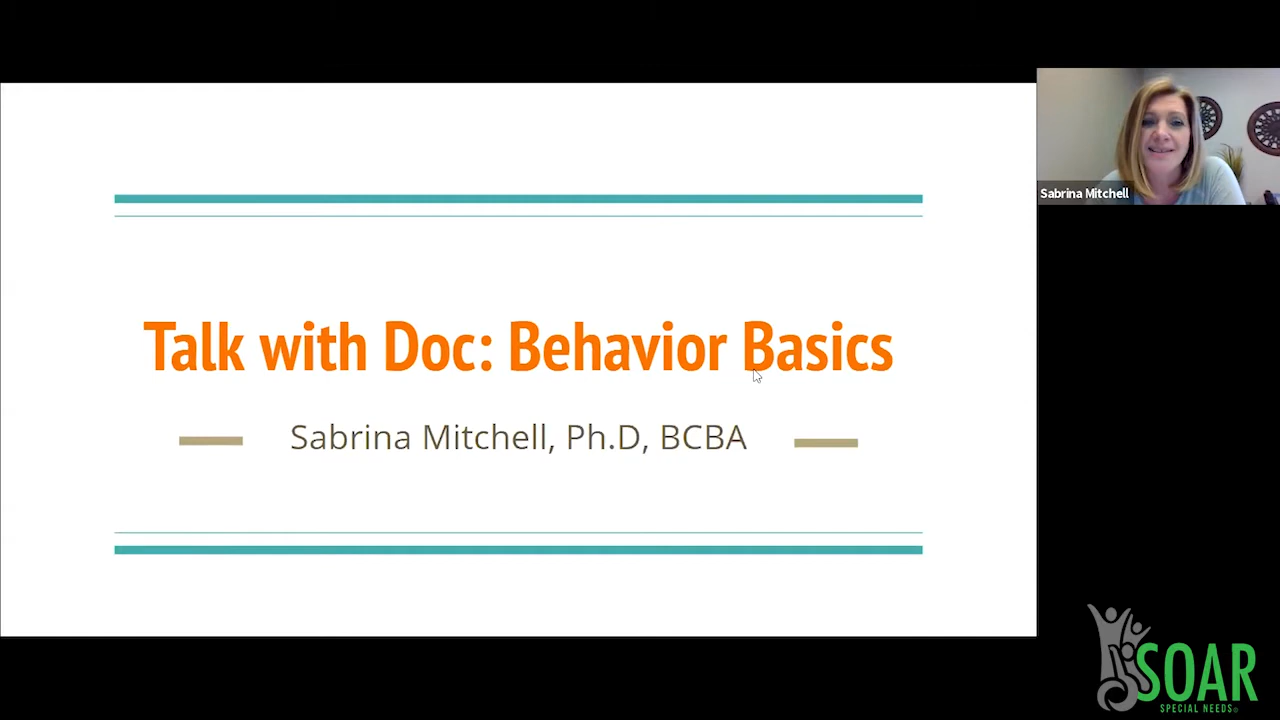 Talk with Doc: Behavior Basics
Sabrina Mitchell, Ph.D, BCBA
Sabrina Mitchell
SOAR
SPECIAL NEEDS®